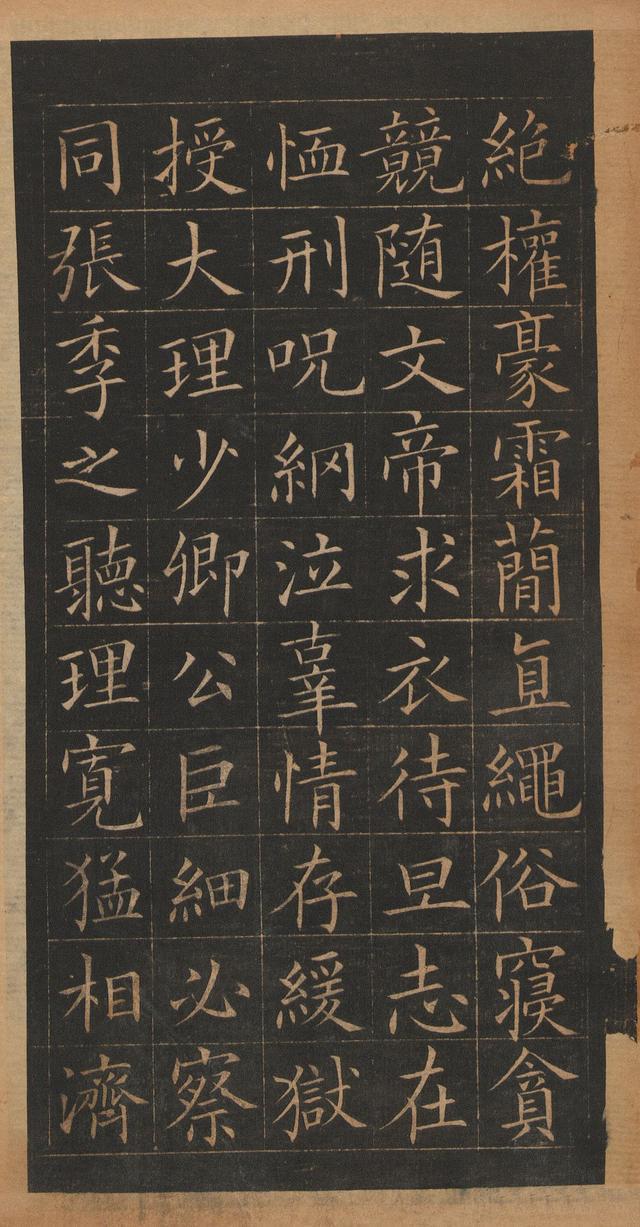 絶權豪霜簡直繩俗寢貪
競隨文帝求衣待旦志在
恤刑呪網泣辜情存緩獄
授大理少卿公巨細必察
同張季之聽理寬猛相濟